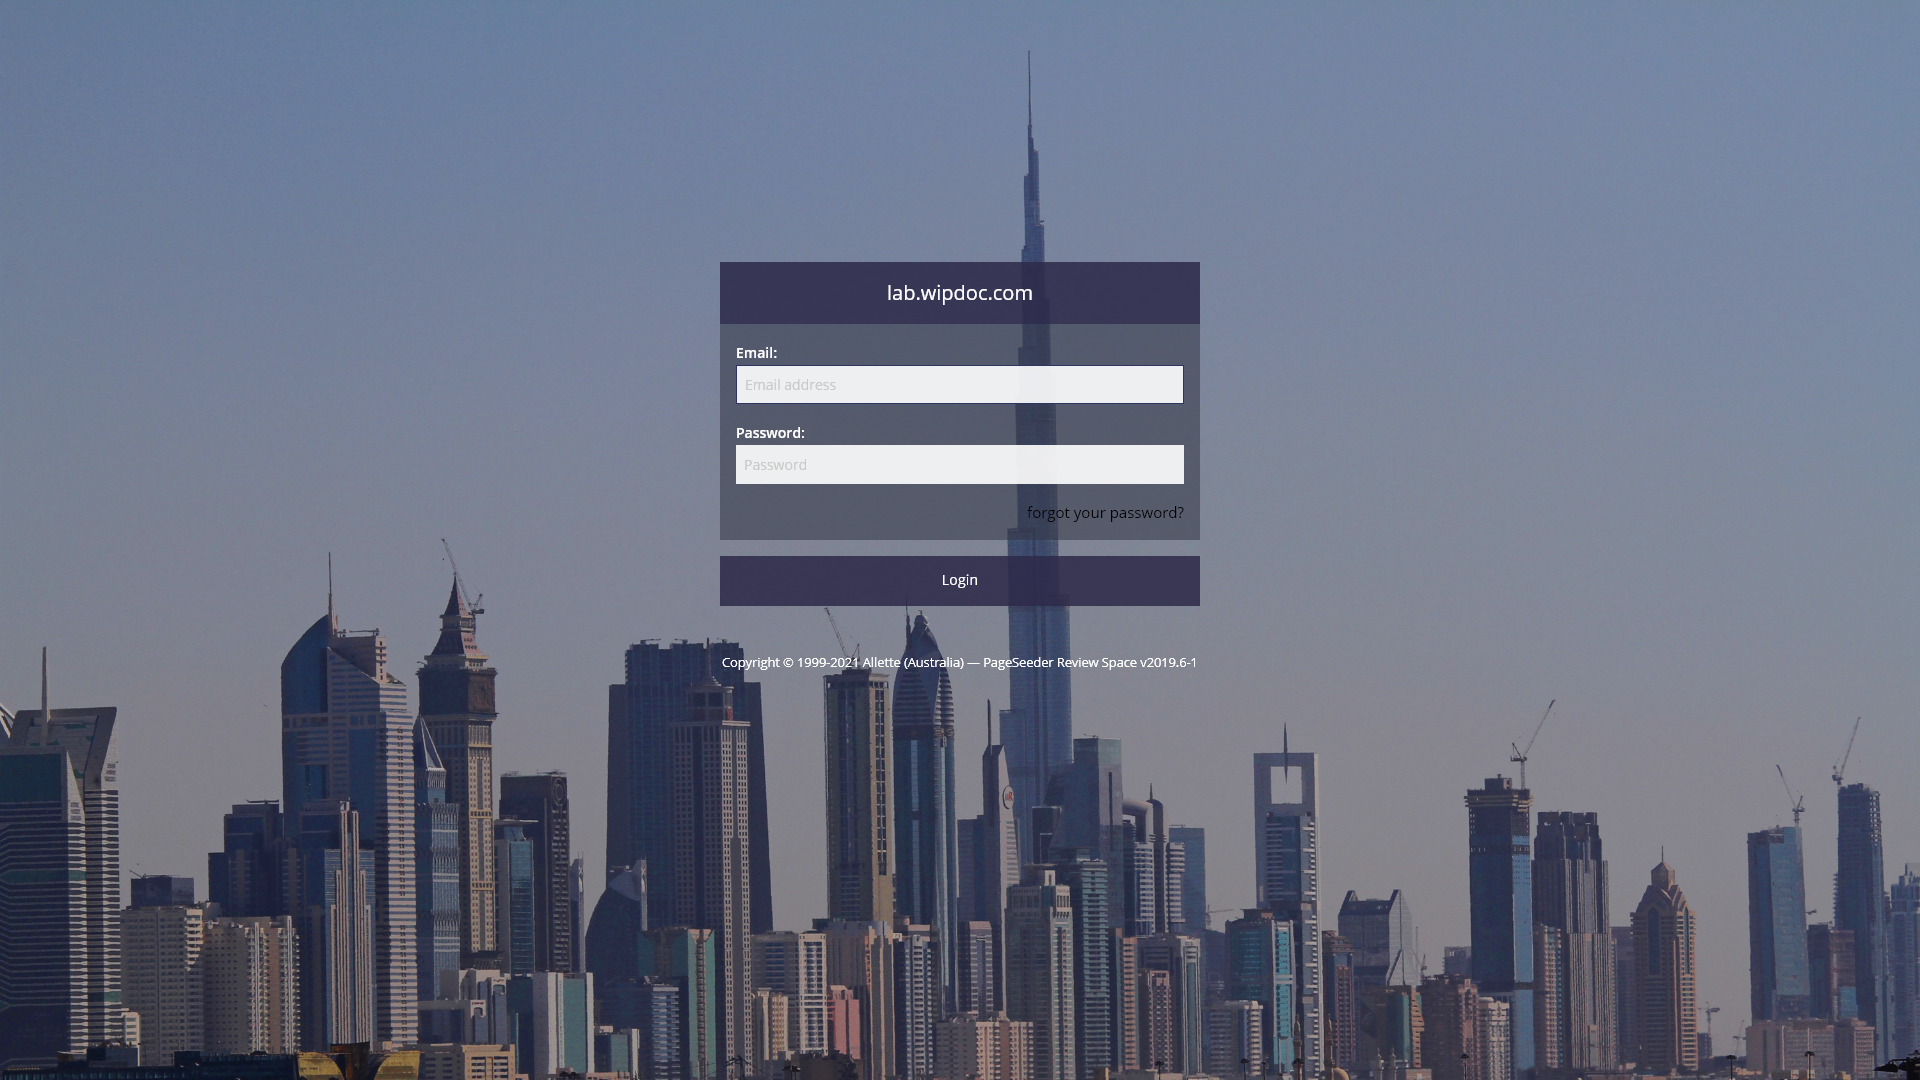 lab.wipdoc.com
Email:
Email address
Password:
Password
forgot your password?
Login
Copyright © 1999-2021 Allette (Australia) — PageSeeder Review Space v2019.6-1